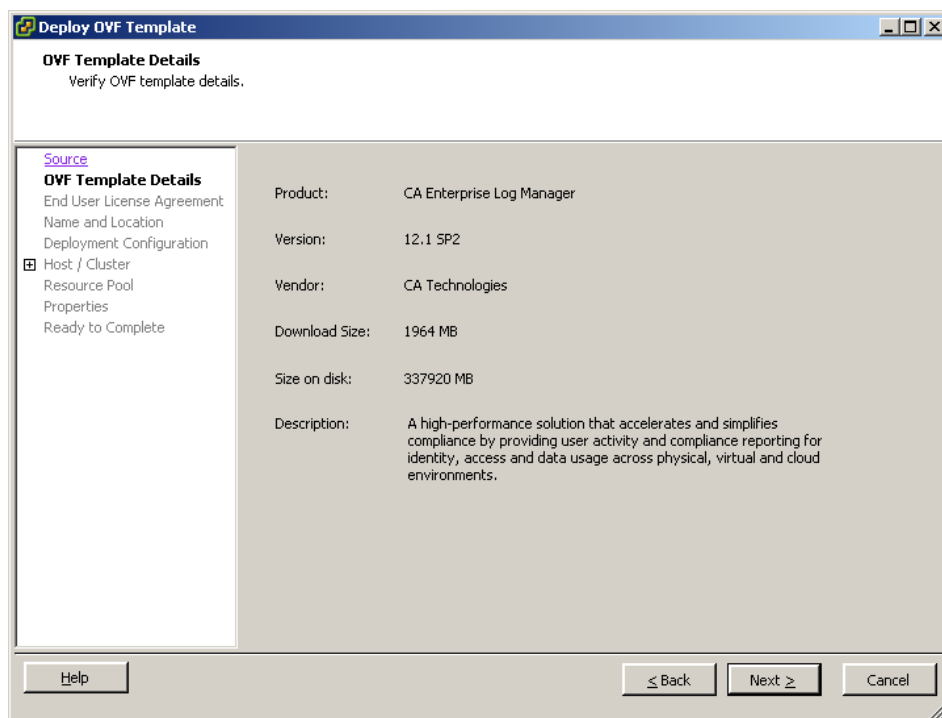 Deploy OVF Template
OVF Template Details
Verify OVF template details.
Source
OVF Template Details
End User License Agreement
Name and Location
Deployment Configuration
Host / Cluster
Resource Pool
Properties
Ready to Complete
Product: CA Enterprise Log Manager
Version: 12.1 SP2
Vendor: CA Technologies
Download Size: 1964 MB
Size on disk: 337920 MB
Description: A high-performance solution that accelerates and simplifies
compliance by providing user activity and compliance reporting for
identity, access and data usage across physical, virtual and cloud
environments.
Help
< Back
Next >
Cancel